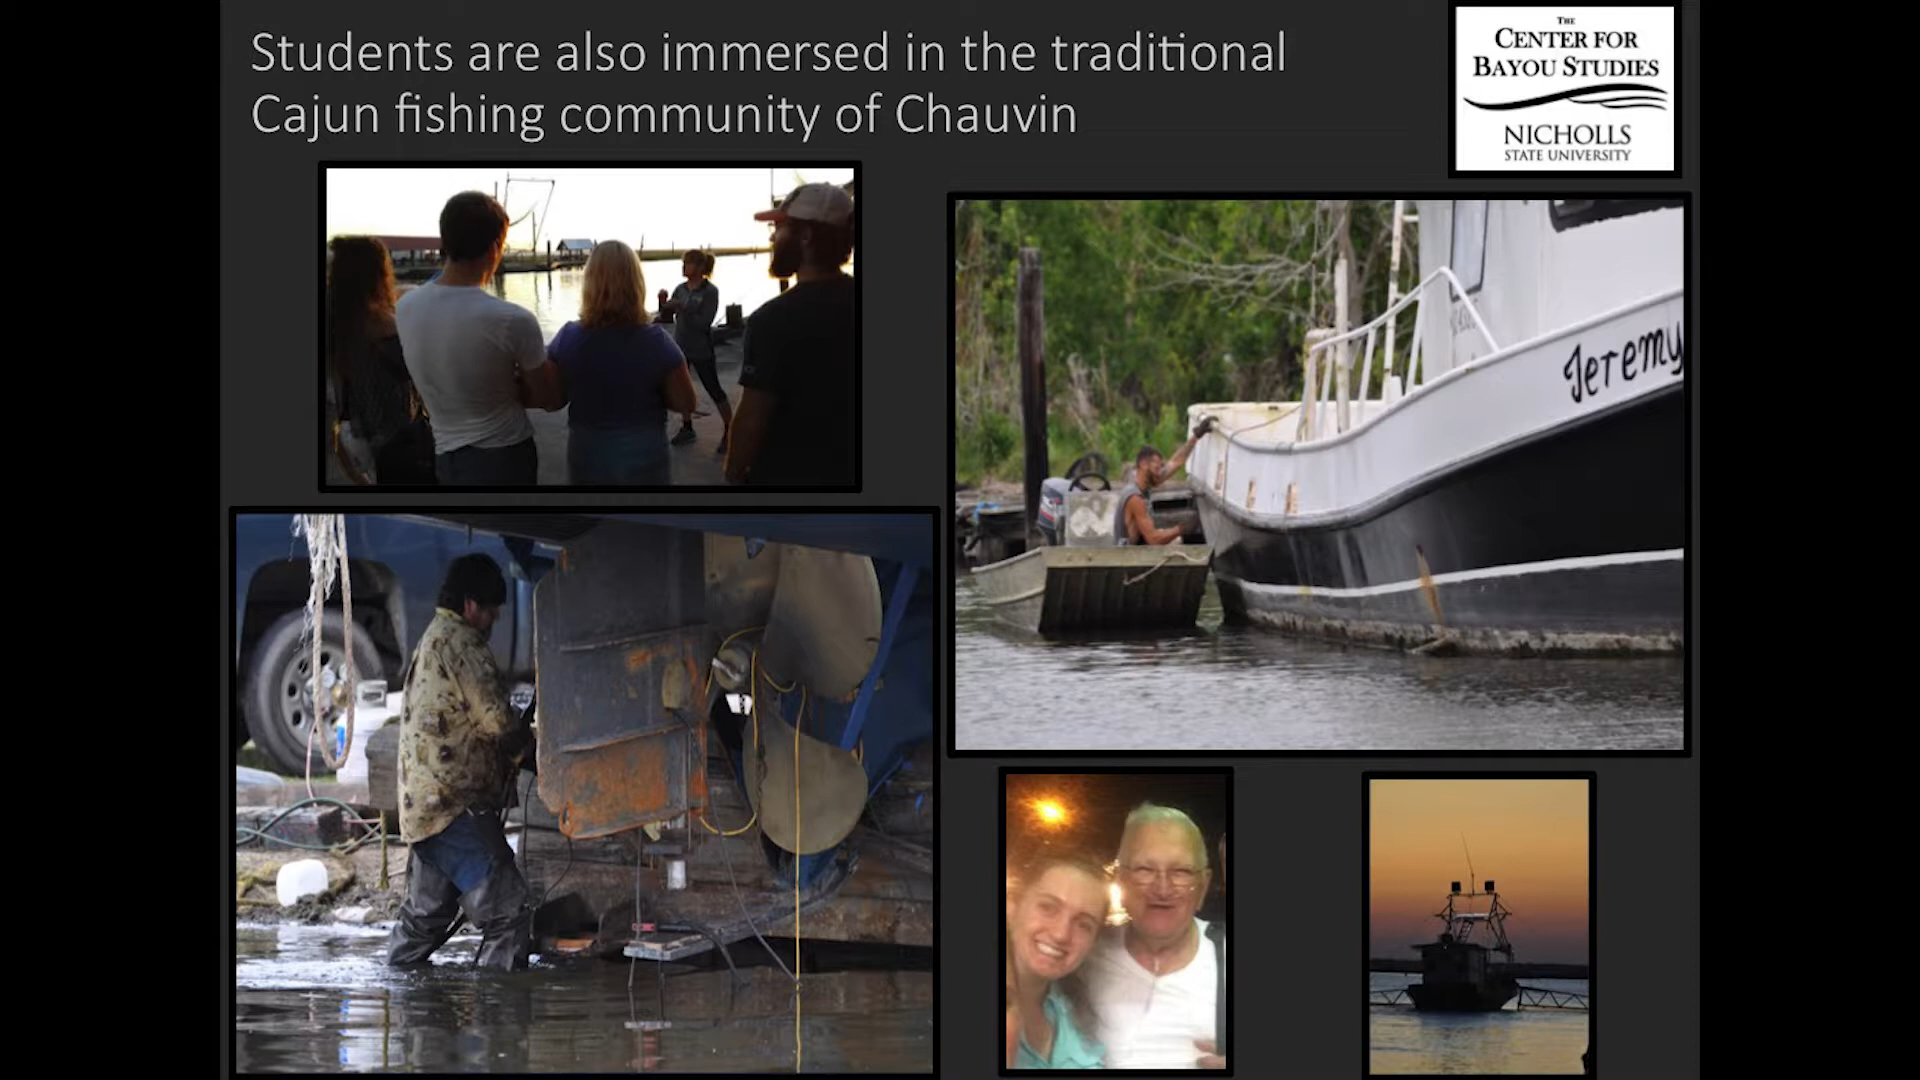 Students are also immersed in the traditional
Cajun fishing community of Chauvin
THE
CENTER FOR
BAYOU STUDIES
NICHOLLS
STATE UNIVERSITY
Jeremy